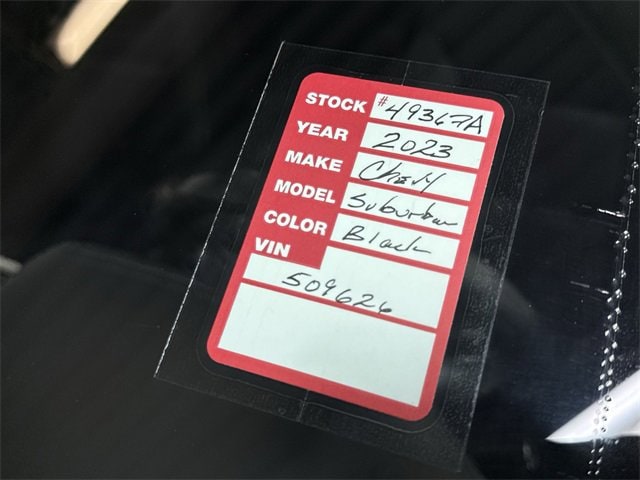 STOCK #49367A
YEAR 2023
MAKE Chevy
MODEL Suburban
COLOR Black
VIN
509626